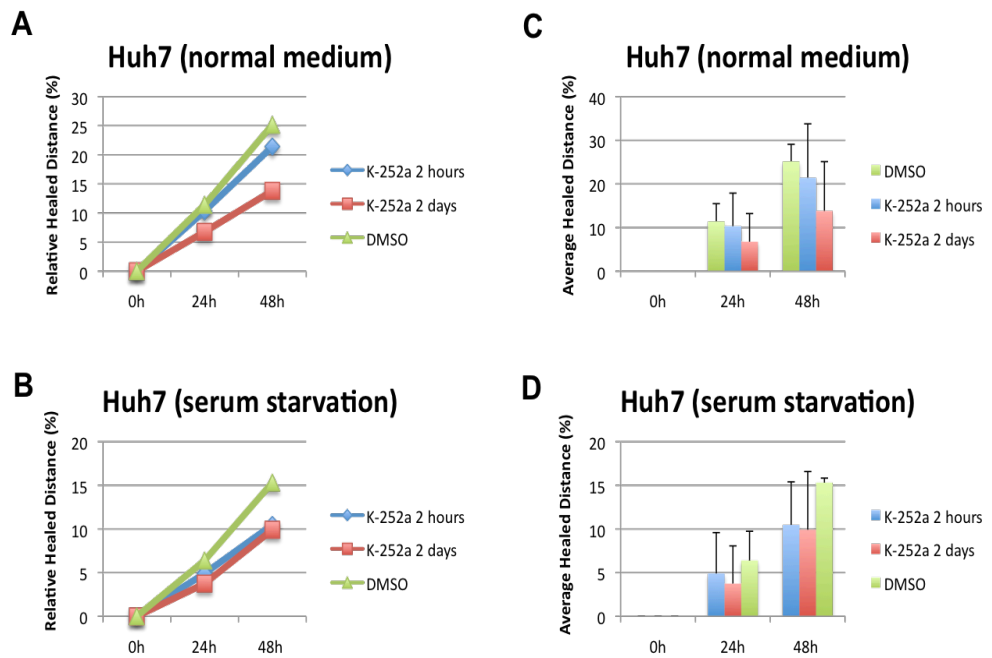 A
Huh7 (normal medium)
Relative Healed Distance (%)
30
25
20
15
10
5
0
0h 24h 48h
K-252a 2 hours
K-252a 2 days
DMSO
C
Huh7 (normal medium)
Average Healed Distance (%)
40
30
20
10
0
0h 24h 48h
DMSO
K-252a 2 hours
K-252a 2 days
B
Huh7 (serum starvation)
Relative Healed Distance (%)
20
15
10
5
0
0h 24h 48h
K-252a 2 hours
K-252a 2 days
DMSO
D
Huh7 (serum starvation)
Average Healed Distance (%)
20
15
10
5
0
0h 24h 48h
K-252a 2 hours
K-252a 2 days
DMSO